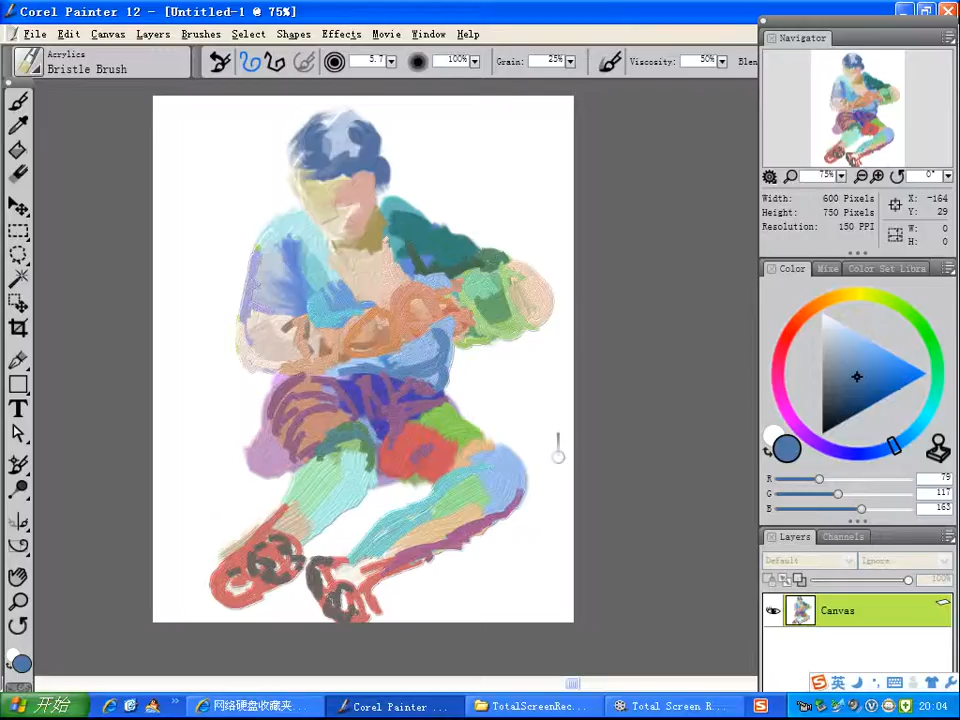 Corel Painter 12 - [Untitled-1 @ 75%]
File Edit Canvas Layers Brushes Select Shapes Effects Movie Window Help
Acrylics
Bristle Brush
5.7
100%
Grain: 25%
Viscosity: 50%
Blen
Navigator
75%
0°
Width: 600 Pixels
Height: 750 Pixels
Resolution: 150 PPI
X: -164
Y: 29
W: 0
H: 0
Color Mixe Color Set Libra
R 79
G 117
B 163
Layers Channels
Default Ignore
100%
Canvas
英
开始
网络硬盘收藏夹...
Corel Painter ...
TotalScreenRec...
Total Screen R...
20:04